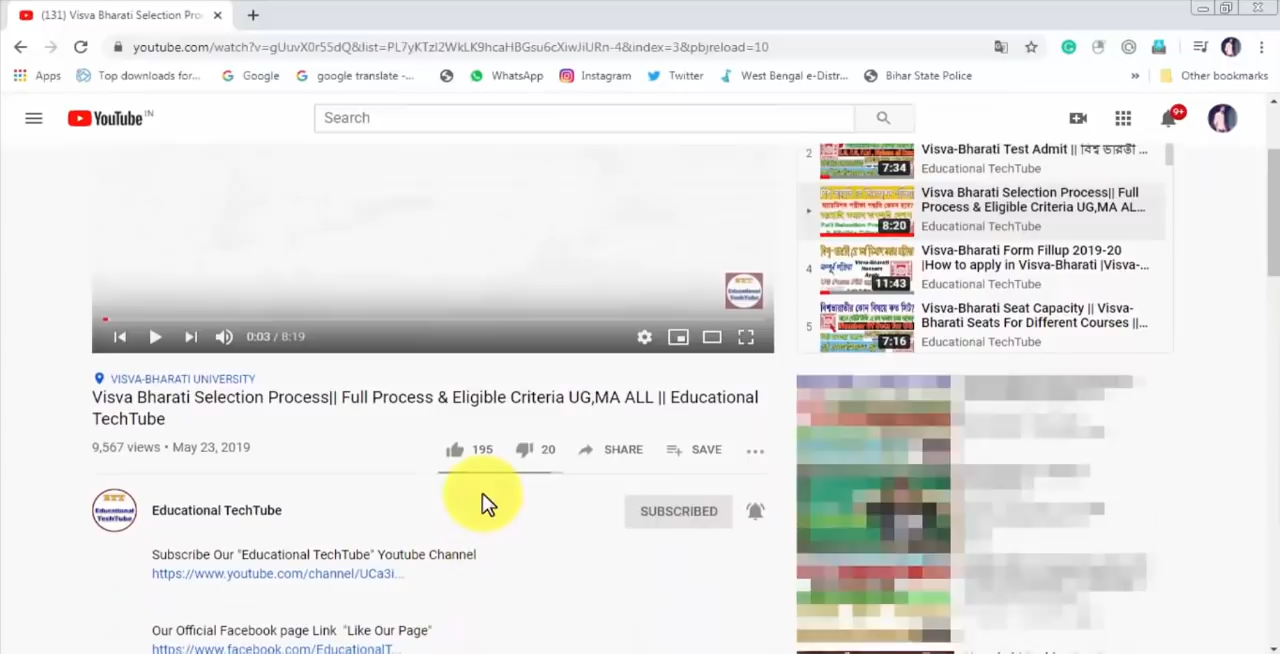 (131) Visva Bharati Selection Pro
youtube.com/watch?v=gUuvX0r55dQ&list=PL7yKTzI2WkLK9hcaHBGsu6cXiwJiURn-4&index=3&pbjreload=10
Apps
Top downloads for...
Google
google translate -...
WhatsApp
Instagram
Twitter
West Bengal e-Distr...
Bihar State Police
»
Other bookmarks
YouTube IN
Search
9+
2
7:34
Visva-Bharati Test Admit || বিশ্ব ভারতী ...
Educational TechTube
8:20
Visva Bharati Selection Process|| Full
Process & Eligible Criteria UG,MA AL...
Educational TechTube
4
11:43
Visva-Bharati Form Fillup 2019-20
|How to apply in Visva-Bharati |Visva-...
Educational TechTube
5
7:16
Visva-Bharati Seat Capacity || Visva-
Bharati Seats For Different Courses ||...
Educational TechTube
Educational
TechTube
0:03 / 8:19
VISVA-BHARATI UNIVERSITY
Visva Bharati Selection Process|| Full Process & Eligible Criteria UG,MA ALL || Educational
TechTube
9,567 views • May 23, 2019
195
20
SHARE
SAVE
ETT
Educational
TechTube
Educational TechTube
SUBSCRIBED
Subscribe Our "Educational TechTube" Youtube Channel
https://www.youtube.com/channel/UCa3i...
Our Official Facebook page Link "Like Our Page"
https://www.facebook.com/EducationalT...